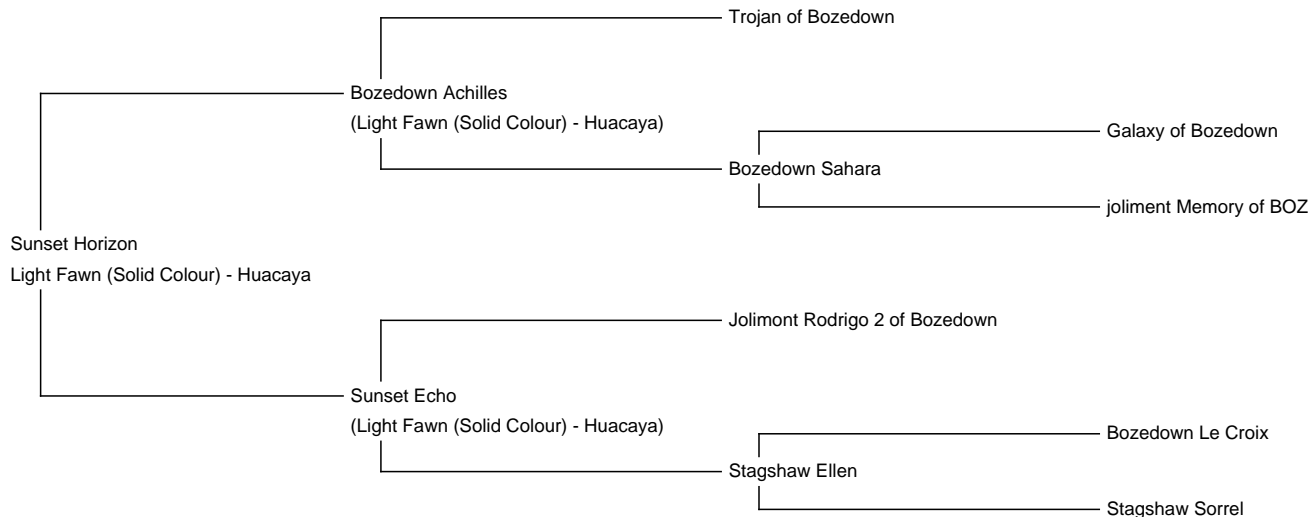 Trojan of Bozedown
Bozedown Achilles
(Light Fawn (Solid Colour) - Huacaya)
Galaxy of Bozedown
Bozedown Sahara
joliment Memory of BOZ
Sunset Horizon
Light Fawn (Solid Colour) - Huacaya
Jolimont Rodrigo 2 of Bozedown
Sunset Echo
(Light Fawn (Solid Colour) - Huacaya)
Bozedown Le Croix
Stagshaw Ellen
Stagshaw Sorrel